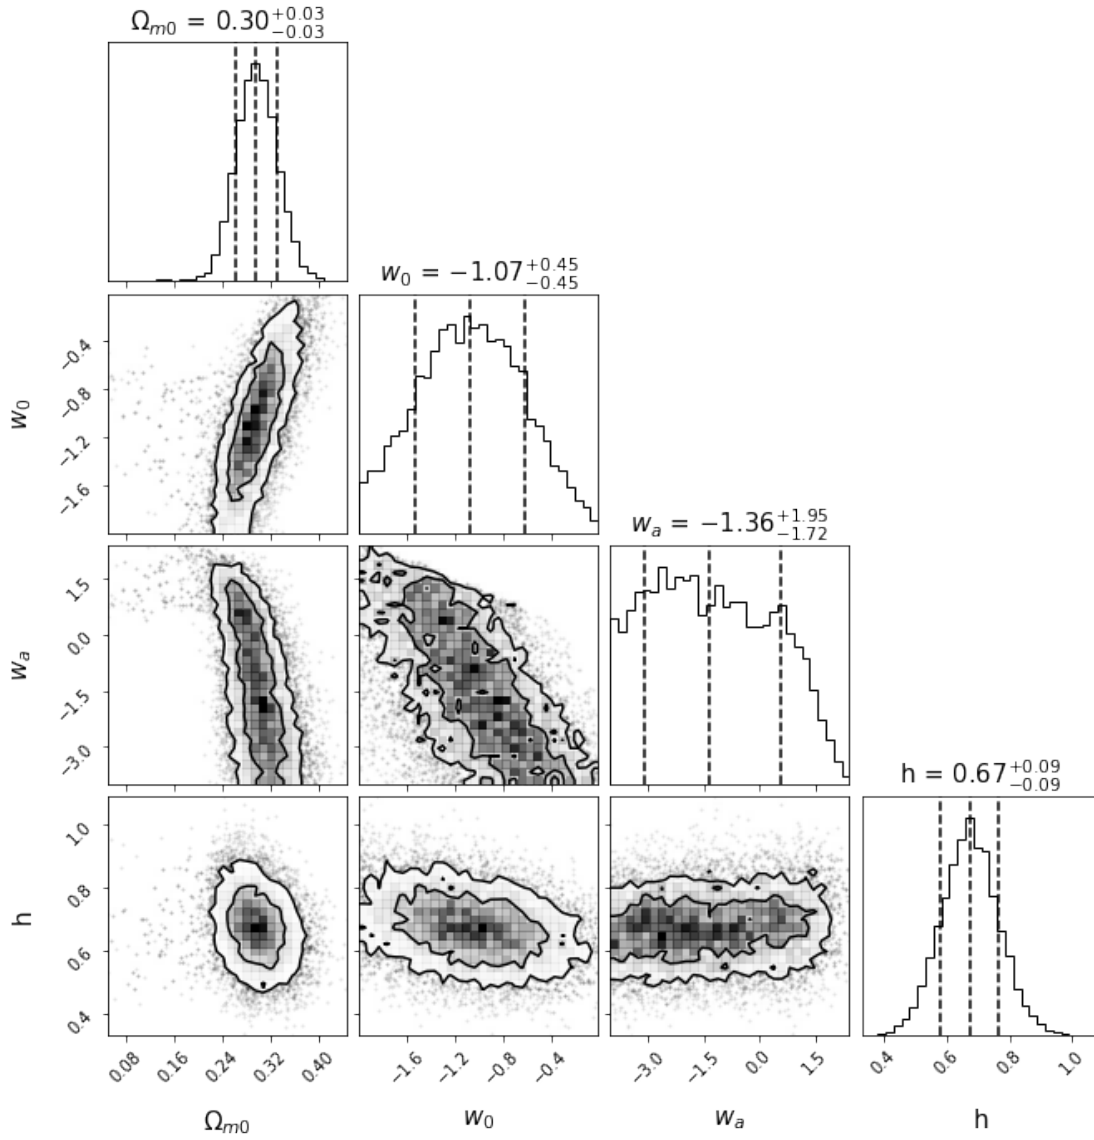 Ω_{m0} = 0.30^{+0.03}_{-0.03}
w_0 = −1.07^{+0.45}_{-0.45}
−0.4
−0.8
−1.2
−1.6
w_0
w_a = −1.36^{+1.95}_{-1.72}
1.5
0.0
−1.5
−3.0
w_a
h = 0.67^{+0.09}_{-0.09}
1.0
0.8
0.6
0.4
h
0.08 0.16 0.24 0.32 0.40
−1.6 −1.2 −0.8 −0.4
−3.0 −1.5 0.0 1.5
0.4 0.6 0.8 1.0
Ω_{m0} w_0 w_a h